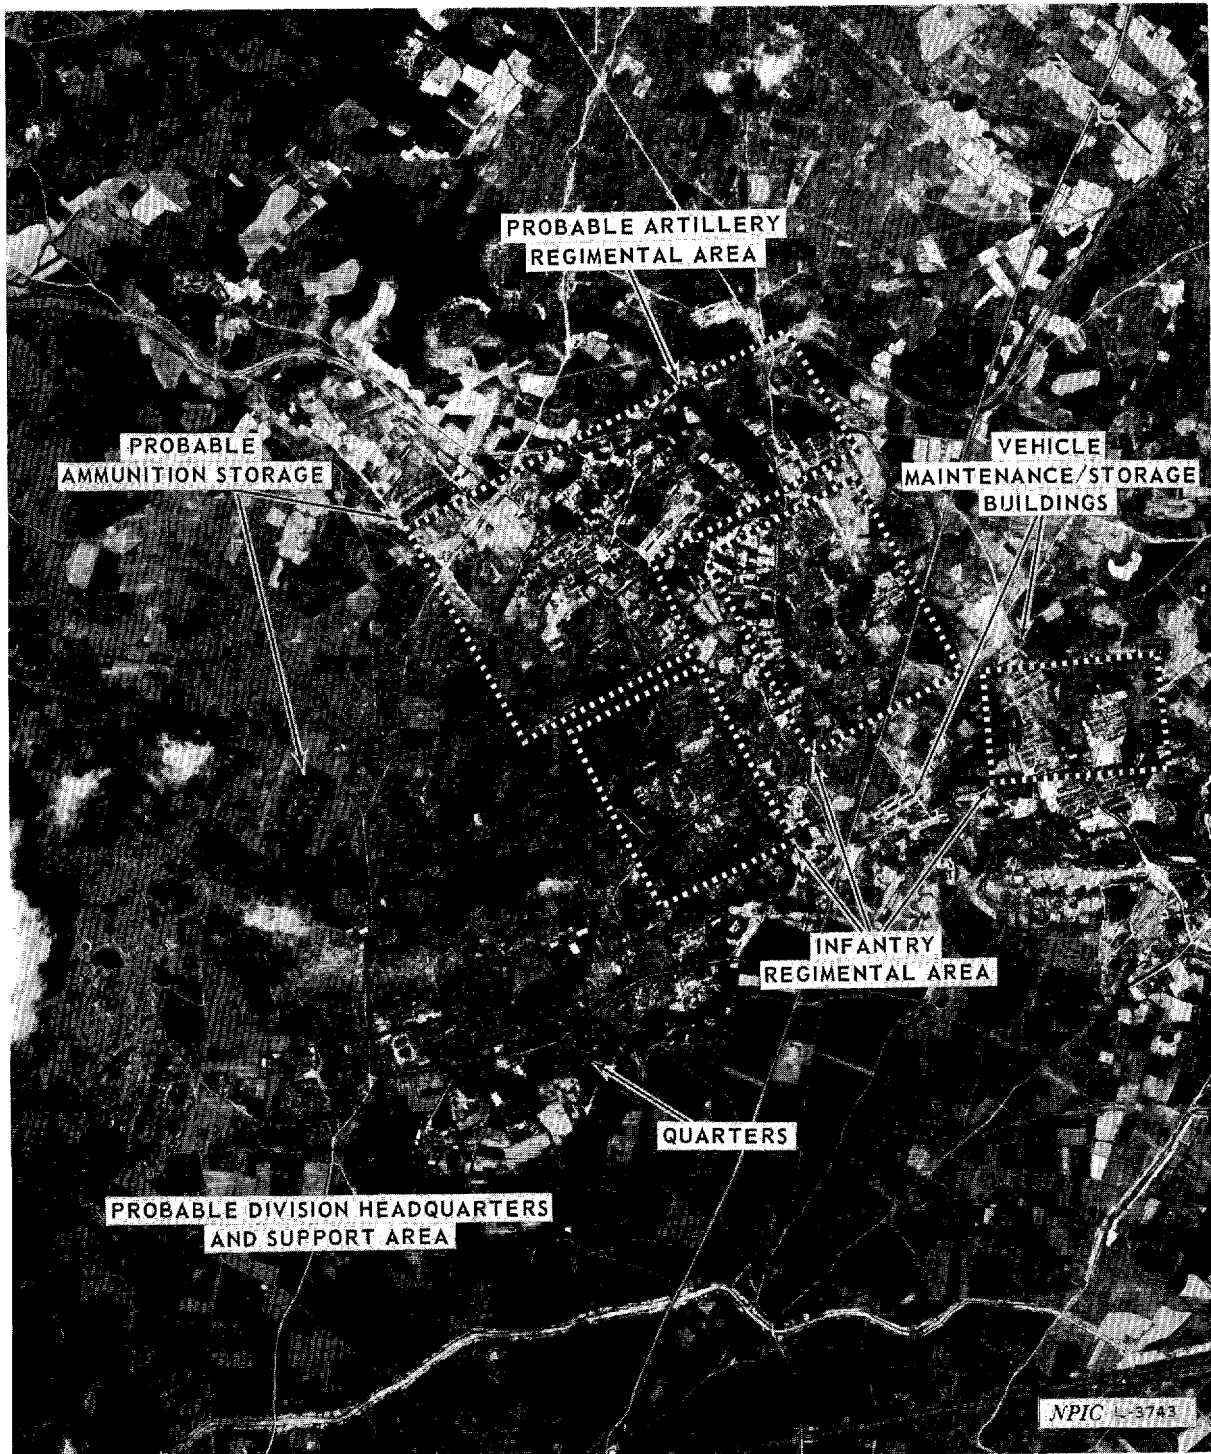 PROBABLE ARTILLERY
REGIMENTAL AREA
PROBABLE
AMMUNITION STORAGE
VEHICLE
MAINTENANCE/STORAGE
BUILDINGS
INFANTRY
REGIMENTAL AREA
QUARTERS
PROBABLE DIVISION HEADQUARTERS
AND SUPPORT AREA
NPIC L-3743